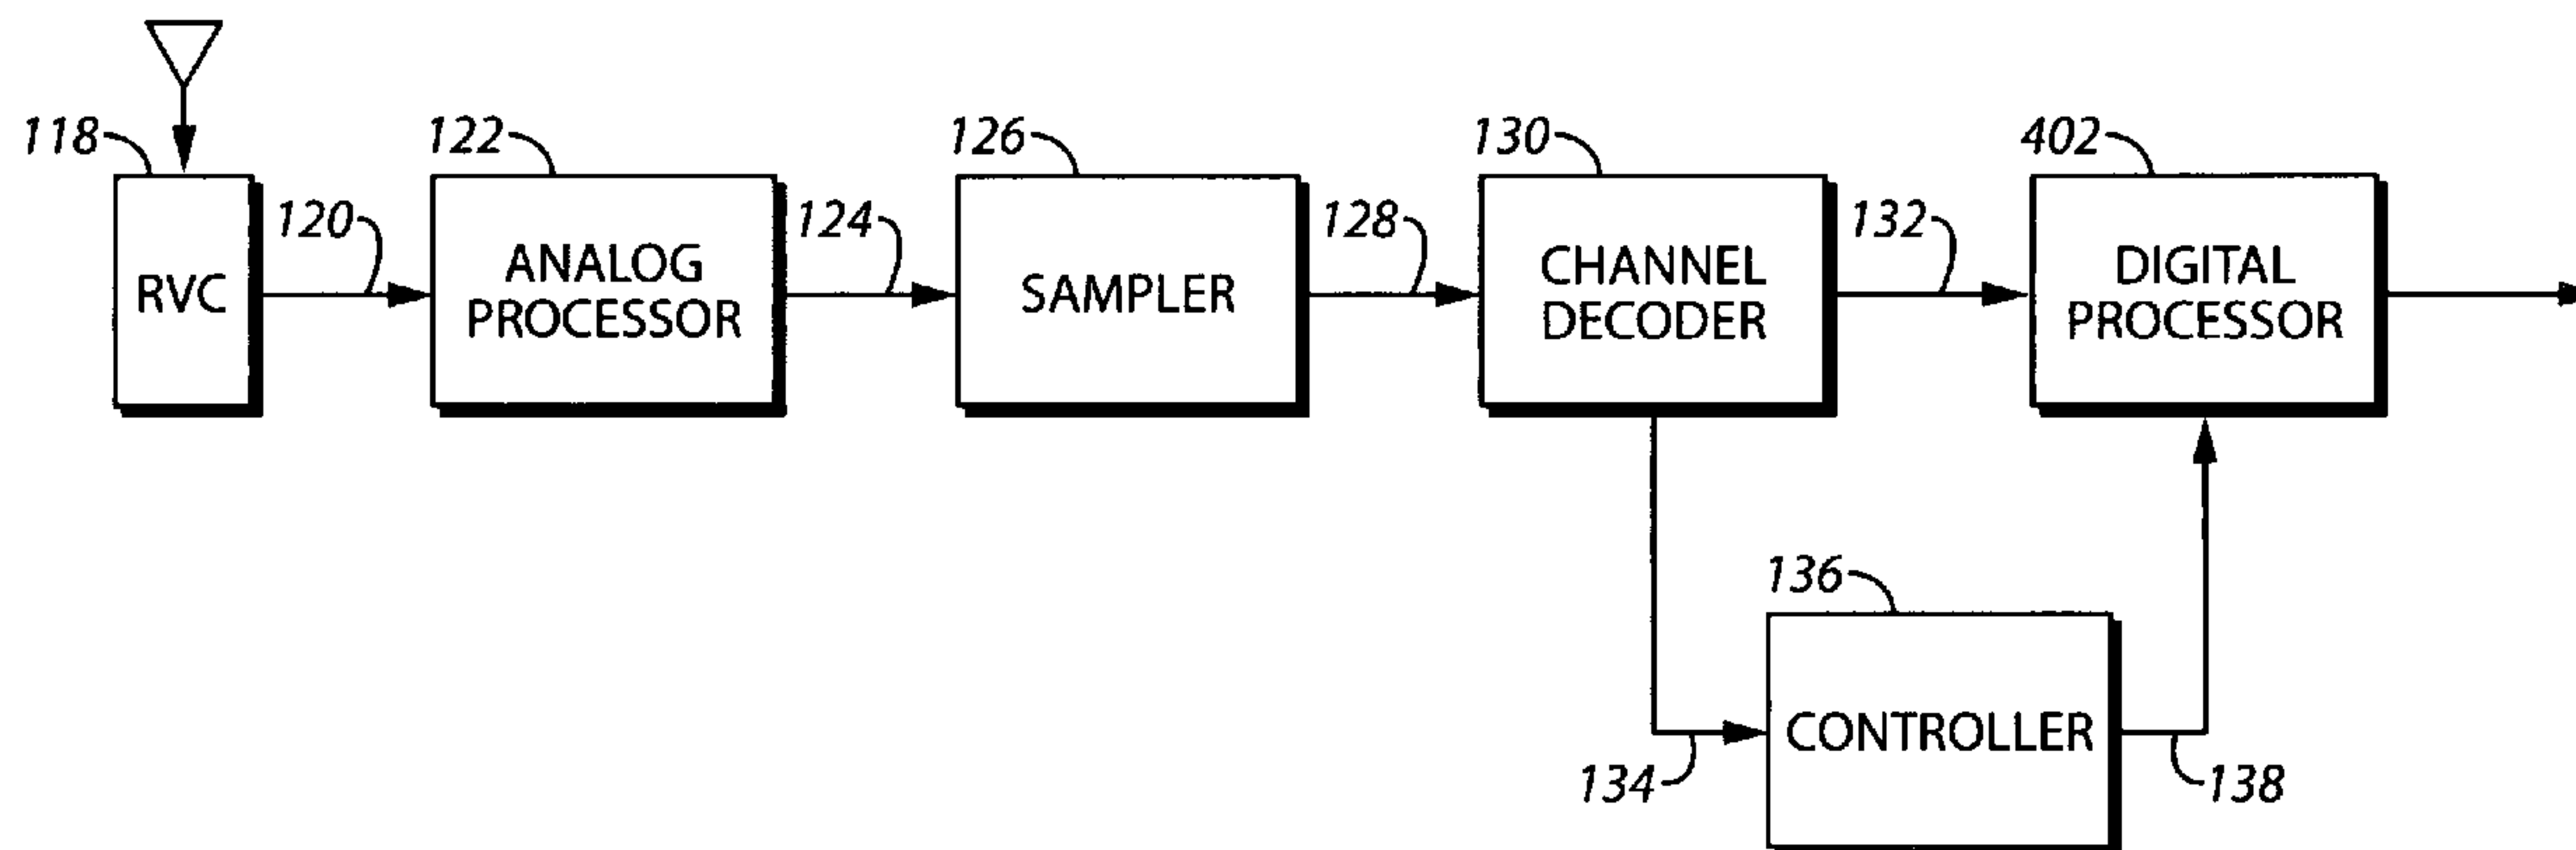 118
122
126
130
402
120
124
128
132
RVC
ANALOG
PROCESSOR
SAMPLER
CHANNEL
DECODER
DIGITAL
PROCESSOR
136
CONTROLLER
134
138